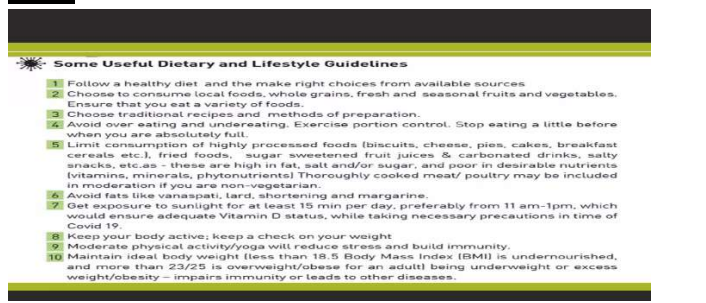 Some Useful Dietary and Lifestyle Guidelines
1 Follow a healthy diet and the make right choices from available sources
2 Choose to consume local foods, whole grains, fresh and seasonal fruits and vegetables.
Ensure that you eat a variety of foods.
3 Choose traditional recipes and methods of preparation.
4 Avoid over eating and undereating. Exercise portion control. Stop eating a little before
when you are absolutely full.
5 Limit consumption of highly processed foods (biscuits, cheese, pies, cakes, breakfast
cereals etc.), fried foods, sugar sweetened fruit juices & carbonated drinks, salty
snacks, etc.as - these are high in fat, salt and/or sugar, and poor in desirable nutrients
(vitamins, minerals, phytonutrients) Thoroughly cooked meat/ poultry may be included
in moderation if you are non-vegetarian.
6 Avoid fats like vanaspati, lard, shortening and margarine.
7 Get exposure to sunlight for at least 15 min per day, preferably from 11 am-1pm, which
would ensure adequate Vitamin D status, while taking necessary precautions in time of
Covid 19.
8 Keep your body active; keep a check on your weight
9 Moderate physical activity/yoga will reduce stress and build immunity.
10 Maintain ideal body weight (less than 18.5 Body Mass Index (BMI) is undernourished,
and more than 23/25 is overweight/obese for an adult) being underweight or excess
weight/obesity – impairs immunity or leads to other diseases.